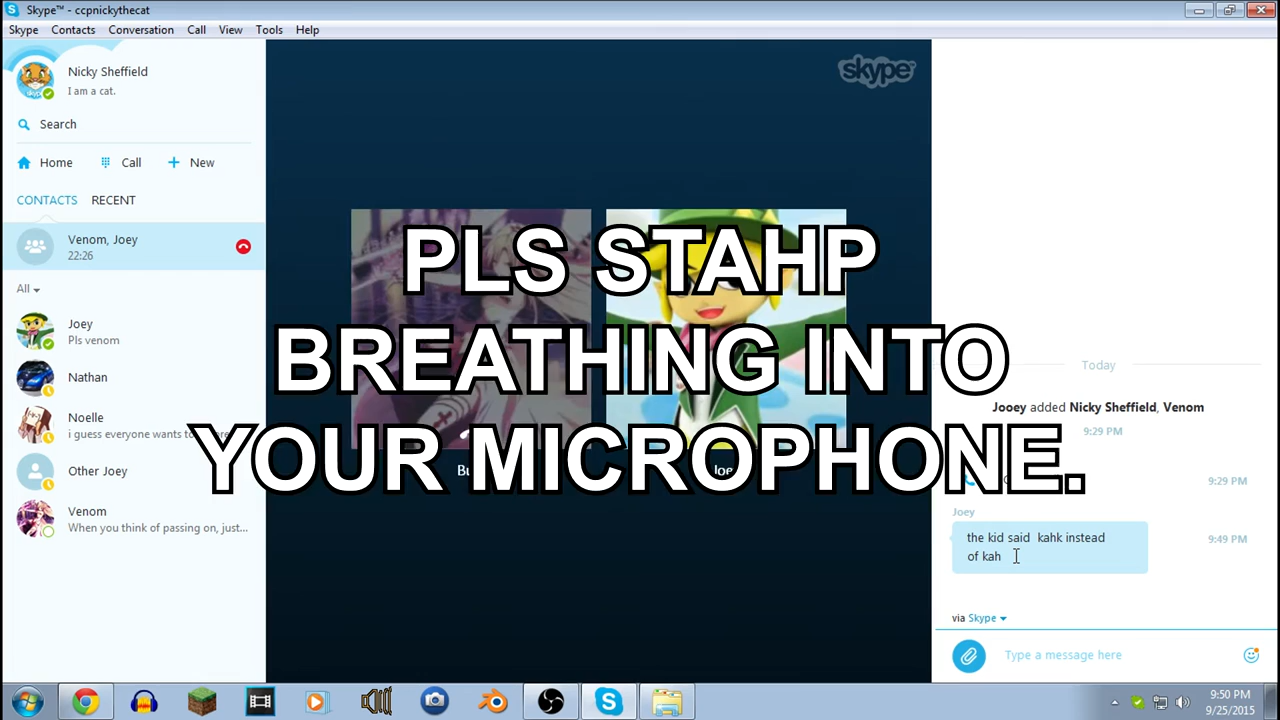 Skype™ - ccpnickythecat
Skype Contacts Conversation Call View Tools Help
Nicky Sheffield
I am a cat.
Search
Home Call New
CONTACTS RECENT
Venom, Joey
22:26
All
Joey
Pls venom
Nathan
Noelle
i guess everyone wants to
Other Joey
Venom
When you think of passing on, just...
skype
PLS STAHP
BREATHING INTO
YOUR MICROPHONE.
Today
Jooey added Nicky Sheffield, Venom
9:29 PM
9:29 PM
Joey
the kid said kahk instead
of kah
9:49 PM
via Skype
Type a message here
9:50 PM
9/25/2015